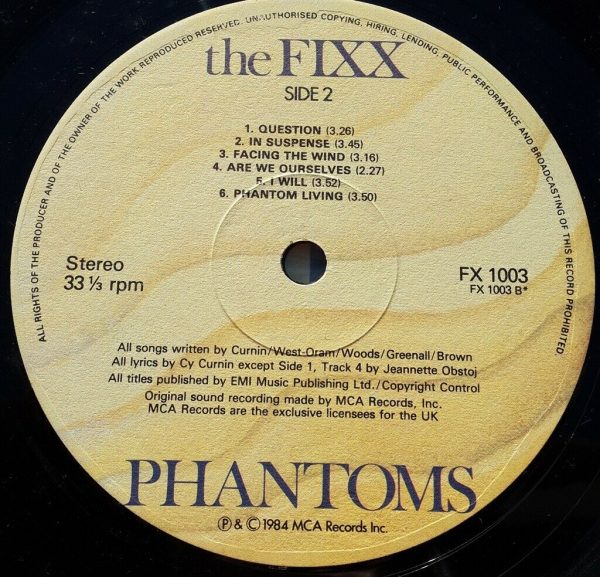 ALL RIGHTS OF THE PRODUCER AND OF THE OWNER OF THE WORK REPRODUCED RESERVED. UNAUTHORISED COPYING, HIRING, LENDING, PUBLIC PERFORMANCE AND BROADCASTING OF THIS RECORD PROHIBITED
the FIXX
SIDE 2
1. QUESTION (3.26)
2. IN SUSPENSE (3.45)
3. FACING THE WIND (3.16)
4. ARE WE OURSELVES (2.27)
5. I WILL (3.52)
6. PHANTOM LIVING (3.50)
Stereo
33 ⅓ rpm
FX 1003
FX 1003 B*
All songs written by Curnin/West-Oram/Woods/Greenall/Brown
All lyrics by Cy Curnin except Side 1, Track 4 by Jeannette Obstoj
All titles published by EMI Music Publishing Ltd./Copyright Control
Original sound recording made by MCA Records, Inc.
MCA Records are the exclusive licensees for the UK
PHANTOMS
Ⓟ & © 1984 MCA Records Inc.